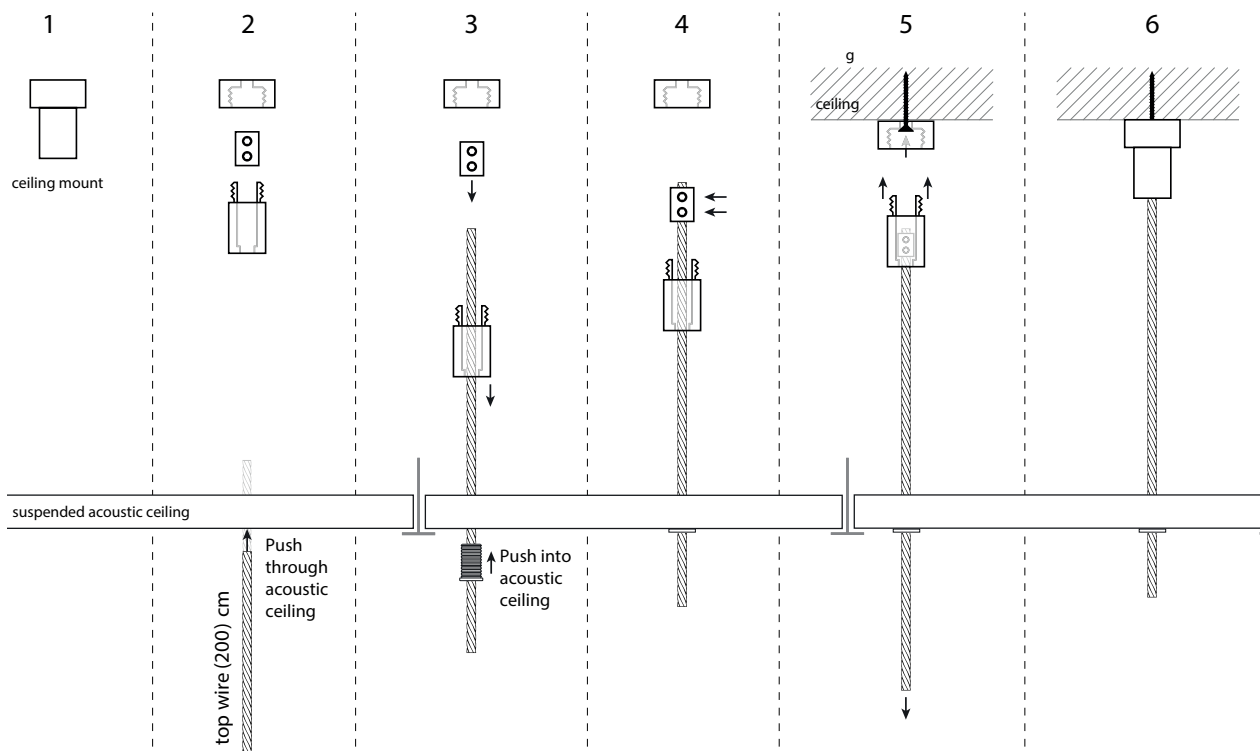 1
2
3
4
5
6
g
ceiling
ceiling mount
suspended acoustic ceiling
Push
through
acoustic
ceiling
Push into
acoustic
ceiling
top wire (200) cm